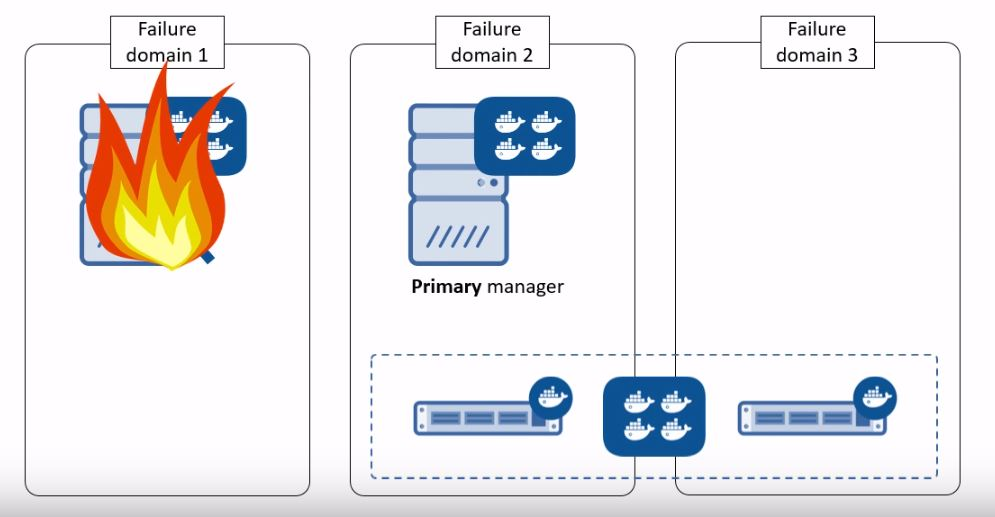 Failure
domain 1
Failure
domain 2
Failure
domain 3
Primary manager